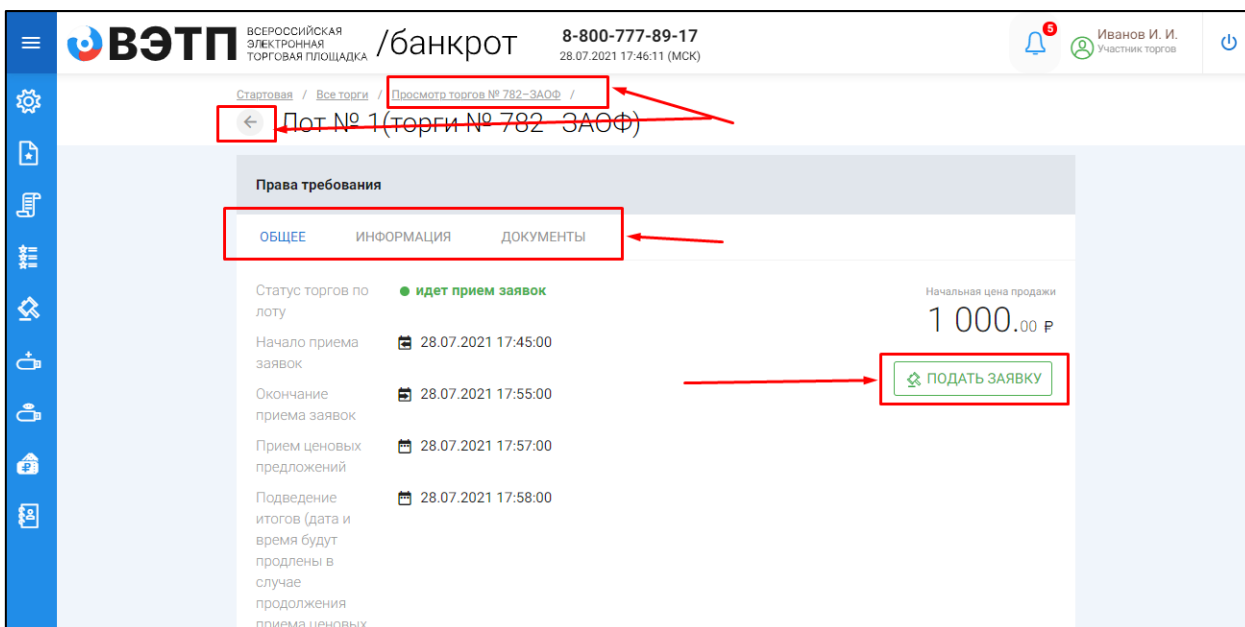 ВЭТП
ВСЕРОССИЙСКАЯ
ЭЛЕКТРОННАЯ
ТОРГОВАЯ ПЛОЩАДКА
/банкрот
8-800-777-89-17
28.07.2021 17:46:11 (МСК)
5
Иванов И. И.
Участник торгов
Стартовая / Все торги / Просмотр торгов № 782-ЗАОФ /
Лот № 1(торги № 782-ЗАОФ)
Права требования
ОБЩЕЕ ИНФОРМАЦИЯ ДОКУМЕНТЫ
Статус торгов по
лоту
идет прием заявок
Начало приема
заявок
28.07.2021 17:45:00
Окончание
приема заявок
28.07.2021 17:55:00
Прием ценовых
предложений
28.07.2021 17:57:00
Подведение
итогов (дата и
время будут
продлены в
случае
продолжения
приема ценовых
28.07.2021 17:58:00
Начальная цена продажи
1 000.00 ₽
ПОДАТЬ ЗАЯВКУ